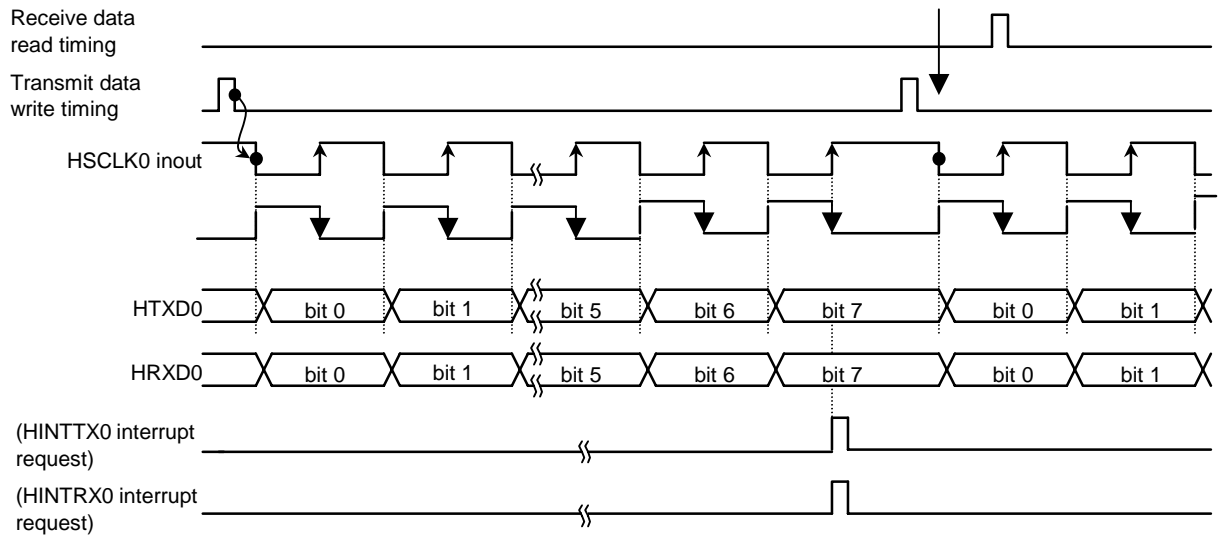 Receive data
read timing
Transmit data
write timing
HSCLK0 inout
HTXD0 bit 0 bit 1 bit 5 bit 6 bit 7 bit 0 bit 1
HRXD0 bit 0 bit 1 bit 5 bit 6 bit 7 bit 0 bit 1
(HINTTX0 interrupt
request)
(HINTRX0 interrupt
request)